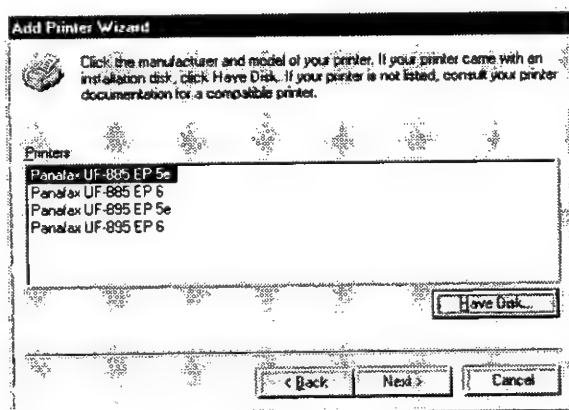 Add Printer Wizard
Click the manufacturer and model of your printer. If your printer came with an
installation disk, click Have Disk. If your printer is not listed, consult your printer
documentation for a compatible printer.
Printers
Panafax UF-885 EP 5e
Panafax UF-885 EP 6
Panafax UF-895 EP 5e
Panafax UF-895 EP 6
Have Disk...
< Back Next > Cancel